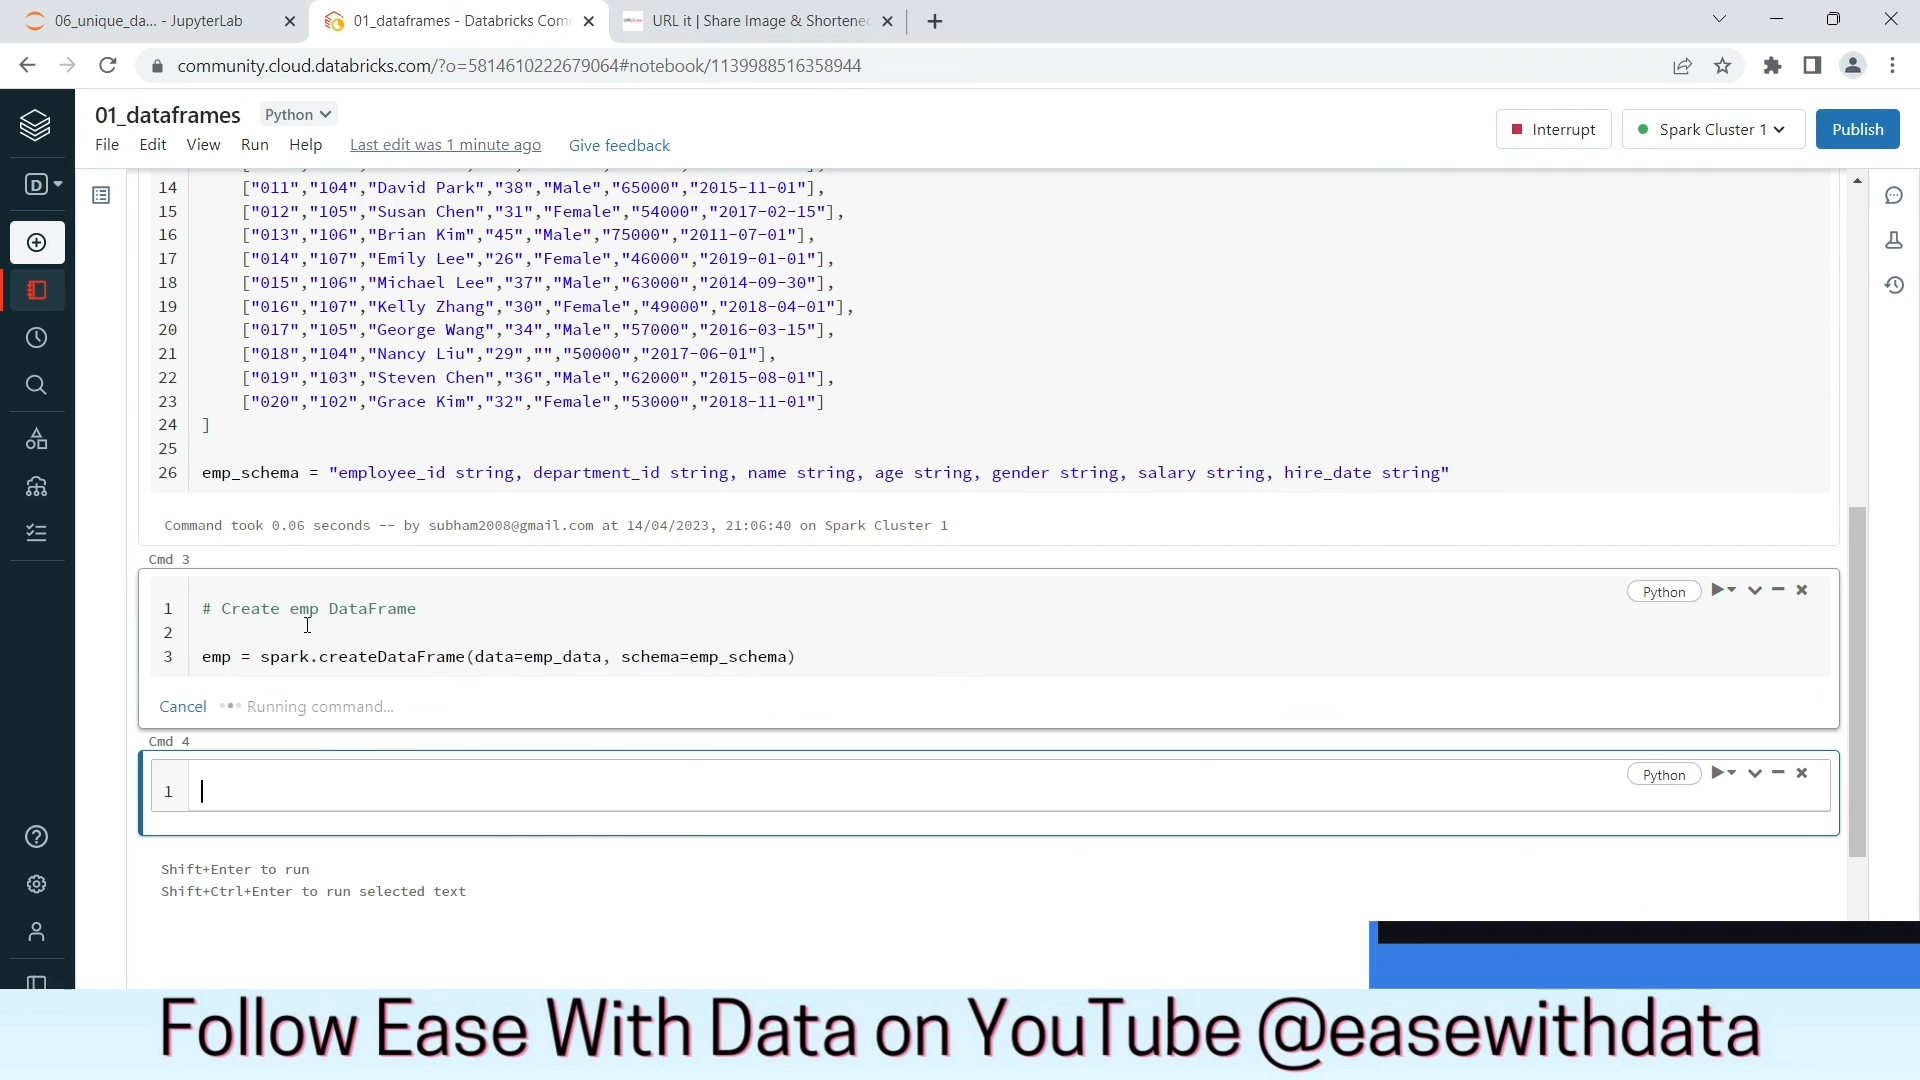 06_unique_da... - JupyterLab
01_dataframes - Databricks Com
URL it | Share Image & Shortene
community.cloud.databricks.com/?o=5814610222679064#notebook/1139988516358944
01_dataframes
Python
File Edit View Run Help Last edit was 1 minute ago Give feedback
Interrupt
Spark Cluster 1
Publish
D
14 ["011","104","David Park","38","Male","65000","2015-11-01"],
15 ["012","105","Susan Chen","31","Female","54000","2017-02-15"],
16 ["013","106","Brian Kim","45","Male","75000","2011-07-01"],
17 ["014","107","Emily Lee","26","Female","46000","2019-01-01"],
18 ["015","106","Michael Lee","37","Male","63000","2014-09-30"],
19 ["016","107","Kelly Zhang","30","Female","49000","2018-04-01"],
20 ["017","105","George Wang","34","Male","57000","2016-03-15"],
21 ["018","104","Nancy Liu","29","","50000","2017-06-01"],
22 ["019","103","Steven Chen","36","Male","62000","2015-08-01"],
23 ["020","102","Grace Kim","32","Female","53000","2018-11-01"]
24 ]
25
26 emp_schema = "employee_id string, department_id string, name string, age string, gender string, salary string, hire_date string"
Command took 0.06 seconds -- by subham2008@gmail.com at 14/04/2023, 21:06:40 on Spark Cluster 1
Cmd 3
Python
1 # Create emp DataFrame
2
3 emp = spark.createDataFrame(data=emp_data, schema=emp_schema)
Cancel Running command...
Cmd 4
Python
1
Shift+Enter to run
Shift+Ctrl+Enter to run selected text
Follow Ease With Data on YouTube @easewithdata